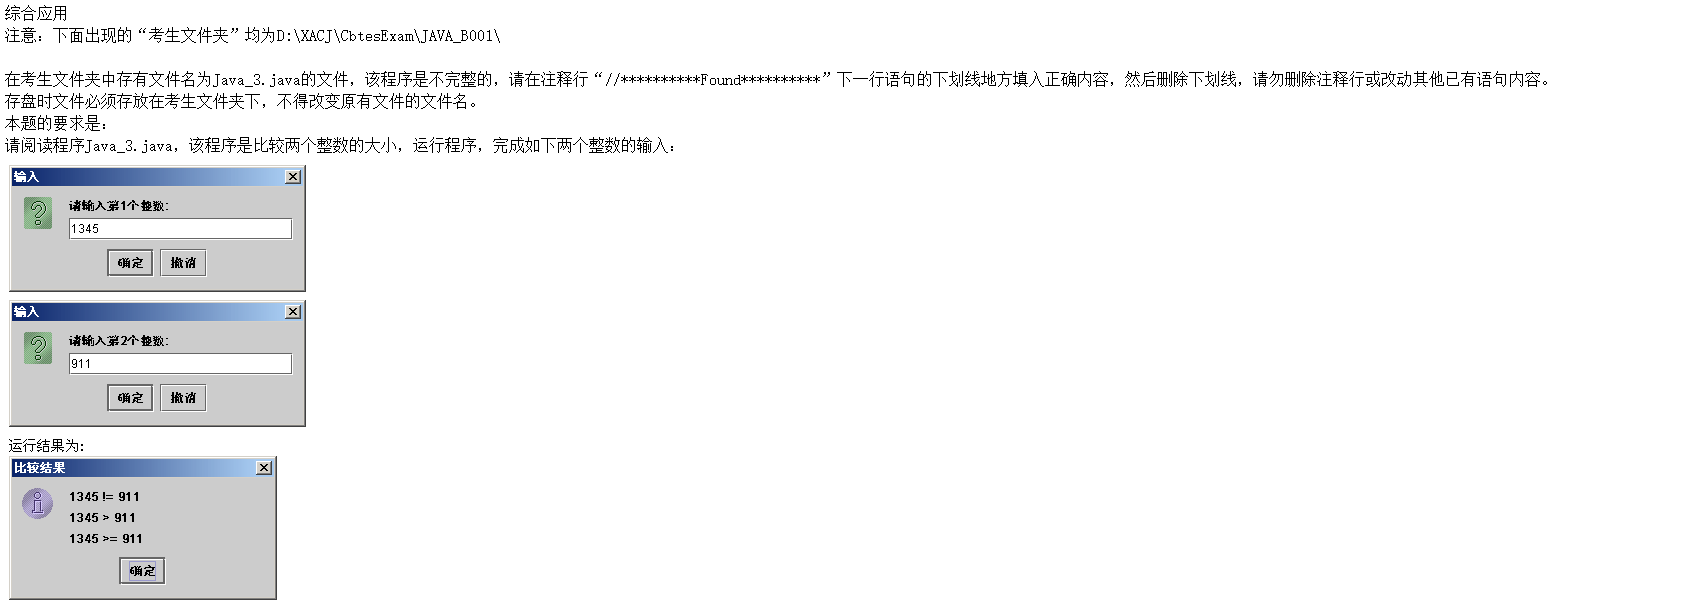 综合应用
注意：下面出现的“考生文件夹”均为D:\XACJ\CbtesExam\JAVA_B001\
在考生文件夹中存有文件名为Java_3.java的文件，该程序是不完整的，请在注释行“//**********Found**********”下一行语句的下划线地方填入正确内容，然后删除下划线，请勿删除注释行或改动其他已有语句内容。
存盘时文件必须存放在考生文件夹下，不得改变原有文件的文件名。
本题的要求是：
请阅读程序Java_3.java，该程序是比较两个整数的大小，运行程序，完成如下两个整数的输入：
输入
请输入第1个整数:
1345
确定 撤消
输入
请输入第2个整数:
911
确定 撤消
运行结果为:
比较结果
1345 != 911
1345 > 911
1345 >= 911
确定